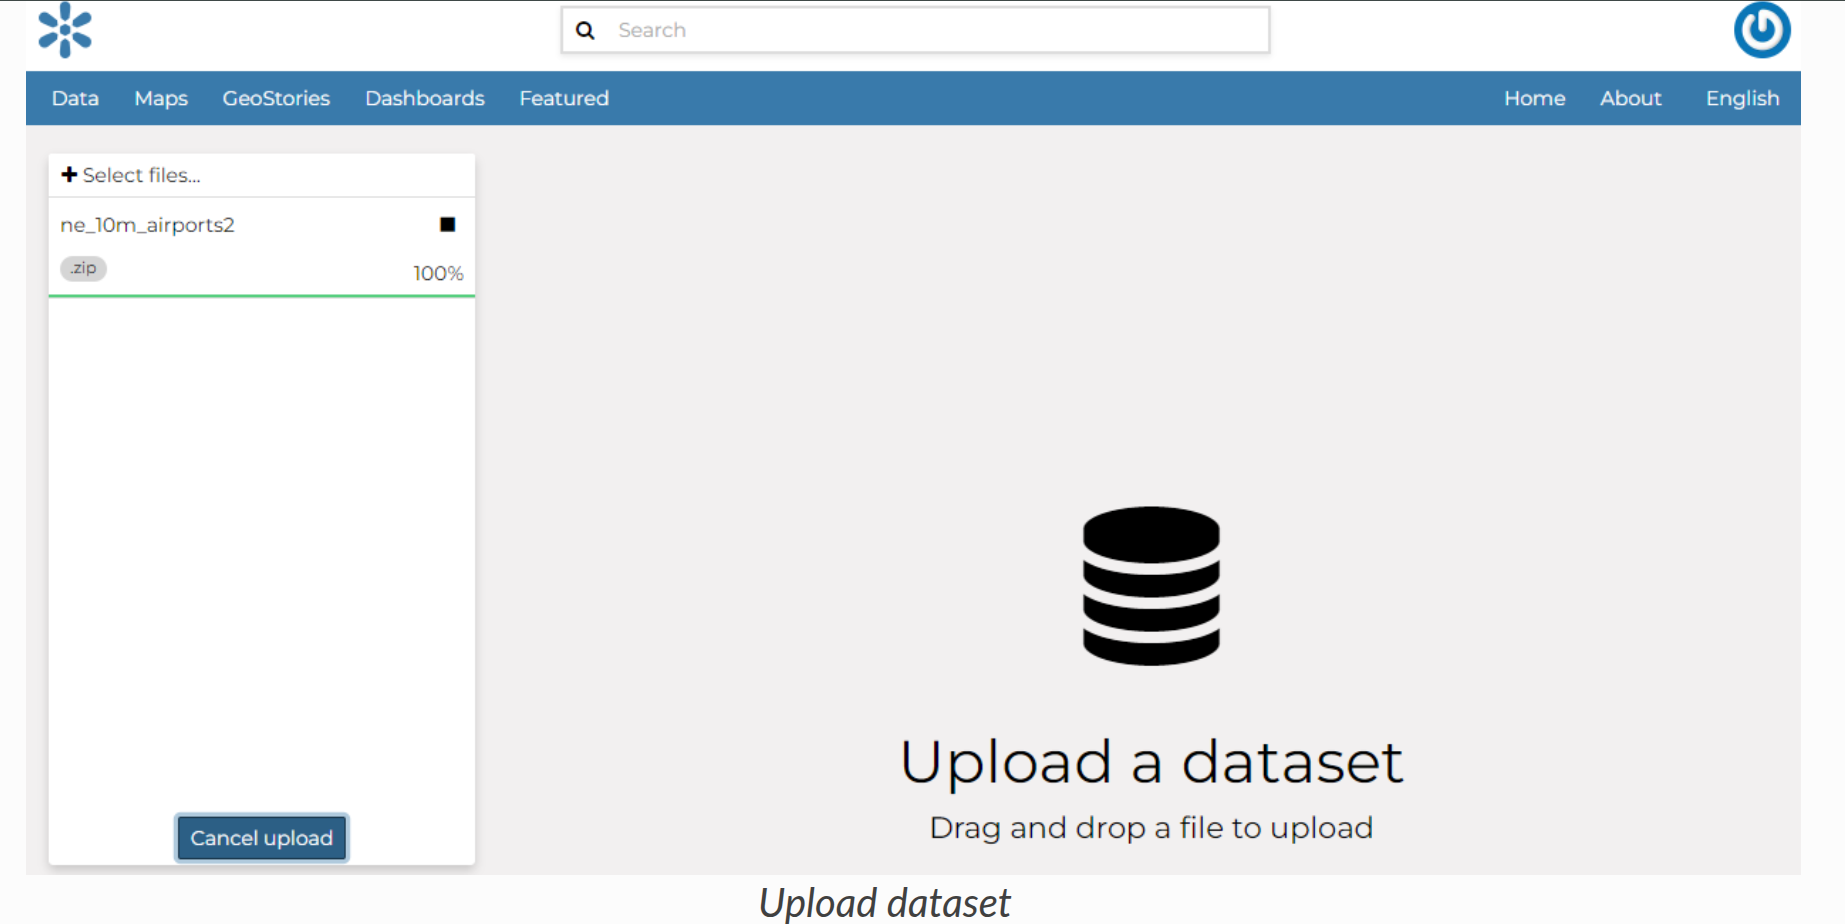 Search
Data Maps GeoStories Dashboards Featured Home About English
Select files...
ne_10m_airports2
.zip 100%
Cancel upload
Upload a dataset
Drag and drop a file to upload
Upload dataset